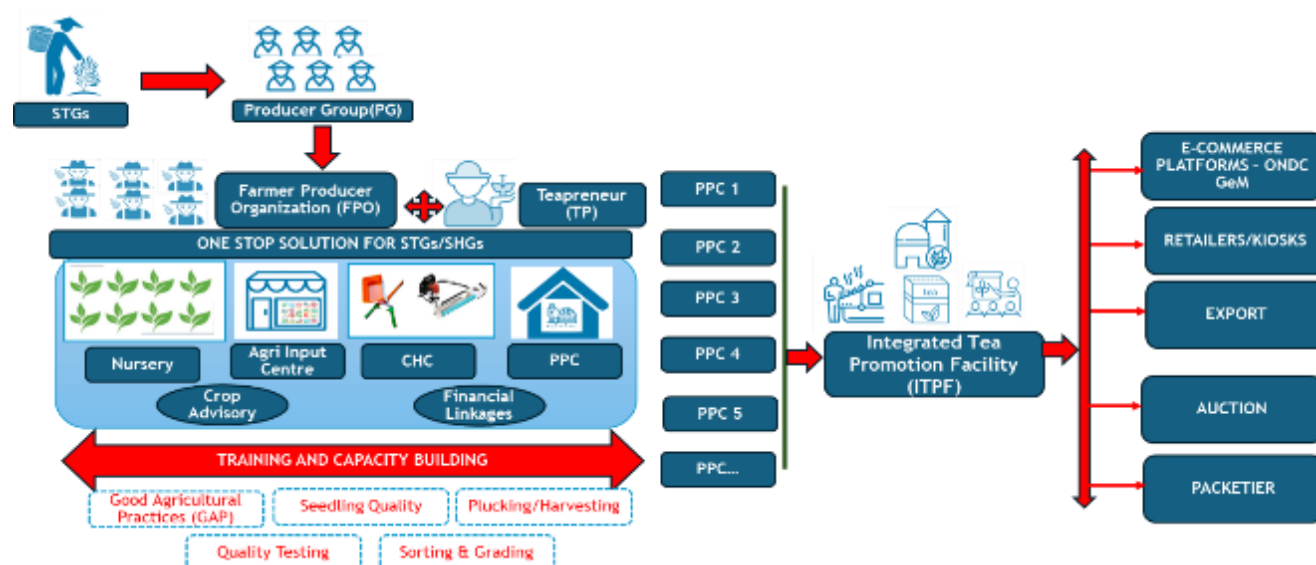 STGs
Producer Group(PG)
Farmer Producer
Organization (FPO)
Teapreneur
(TP)
ONE STOP SOLUTION FOR STGs/SHGs
Nursery
Agri Input
Centre
CHC
PPC
Crop
Advisory
Financial
Linkages
TRAINING AND CAPACITY BUILDING
Good Agricultural
Practices (GAP)
Seedling Quality
Plucking/Harvesting
Quality Testing
Sorting & Grading
PPC 1
PPC 2
PPC 3
PPC 4
PPC 5
PPC...
tea
Integrated Tea
Promotion Facility
(ITPF)
E-COMMERCE
PLATFORMS – ONDC
GeM
RETAILERS/KIOSKS
EXPORT
AUCTION
PACKETIER